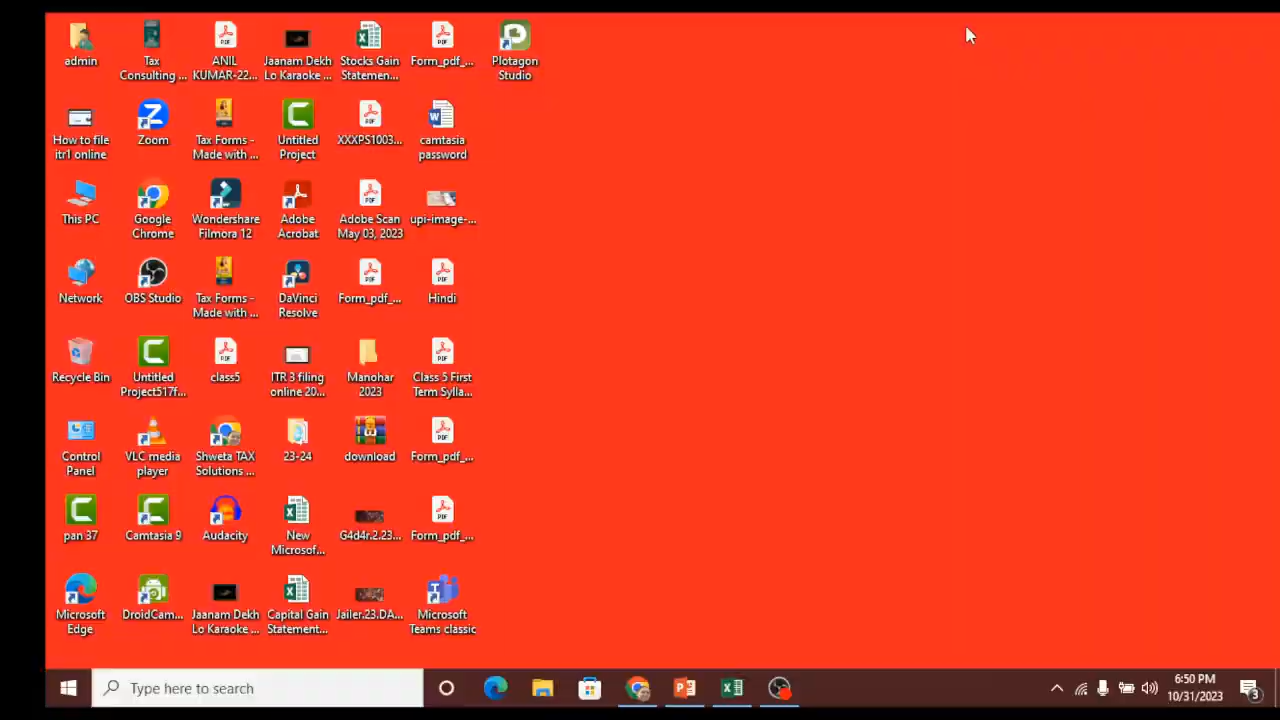 admin
Tax
Consulting ...
ANIL
KUMAR-22...
Jaanam Dekh
Lo Karaoke ...
Stocks Gain
Statemen...
Form_pdf_...
Plotagon
Studio
How to file
itr1 online
Zoom
Tax Forms -
Made with ...
Untitled
Project
XXXPS1003...
camtasia
password
This PC
Google
Chrome
Wondershare
Filmora 12
Adobe
Acrobat
Adobe Scan
May 03, 2023
upi-image-...
Network
OBS Studio
Tax Forms -
Made with ...
DaVinci
Resolve
Form_pdf_...
Hindi
Recycle Bin
Untitled
Project517f...
class5
ITR 3 filing
online 20...
Manohar
2023
Class 5 First
Term Sylla...
Control
Panel
VLC media
player
Shweta TAX
Solutions ...
23-24
download
Form_pdf_...
pan 37
Camtasia 9
Audacity
New
Microsof...
G4d4r.2.23...
Form_pdf_...
Microsoft
Edge
DroidCam...
Jaanam Dekh
Lo Karaoke ...
Capital Gain
Statement...
Jailer.23.DA...
Microsoft
Teams classic
Type here to search
6:50 PM
10/31/2023
3